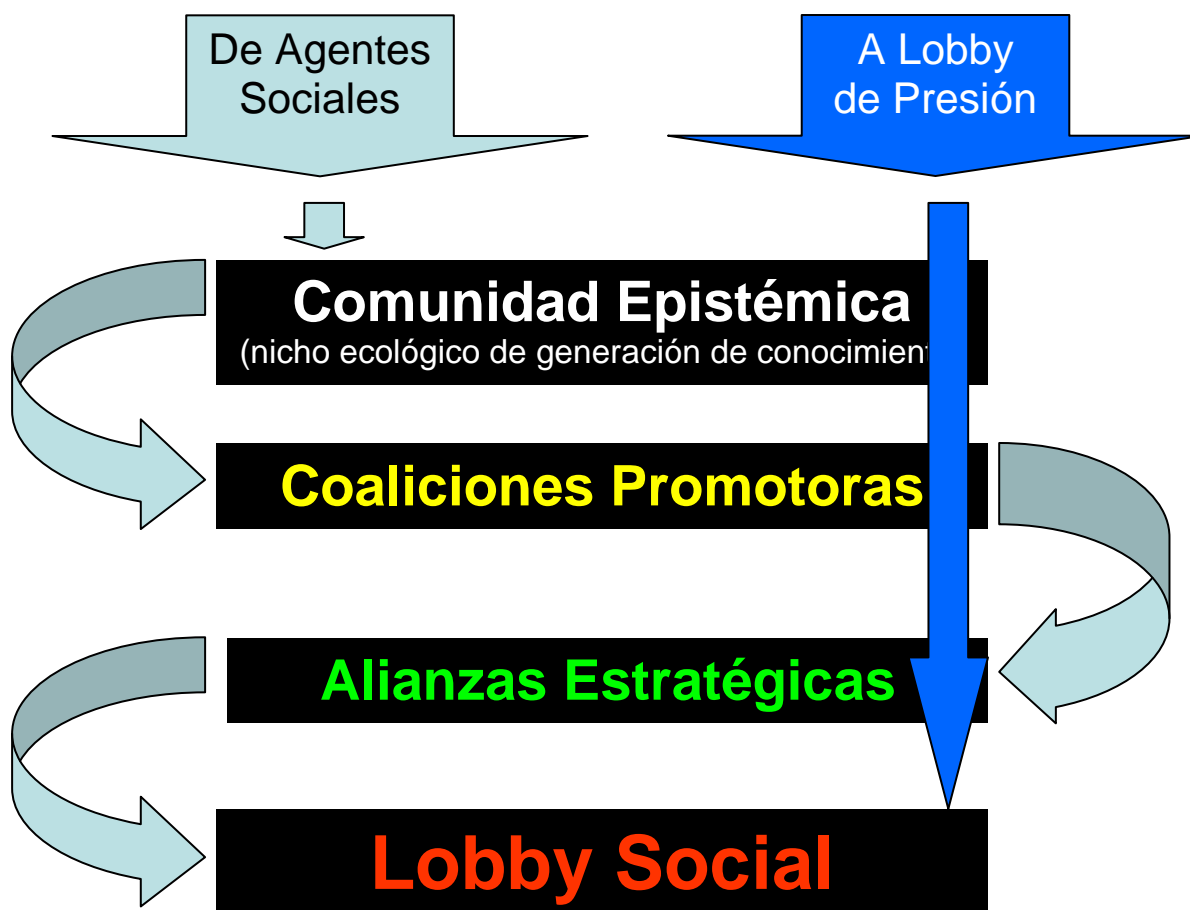 De Agentes
Sociales
A Lobby
de Presión
Comunidad Epistémica
(nicho ecológico de generación de
Coaliciones Promotoras
Alianzas Estratégicas
Lobby Social